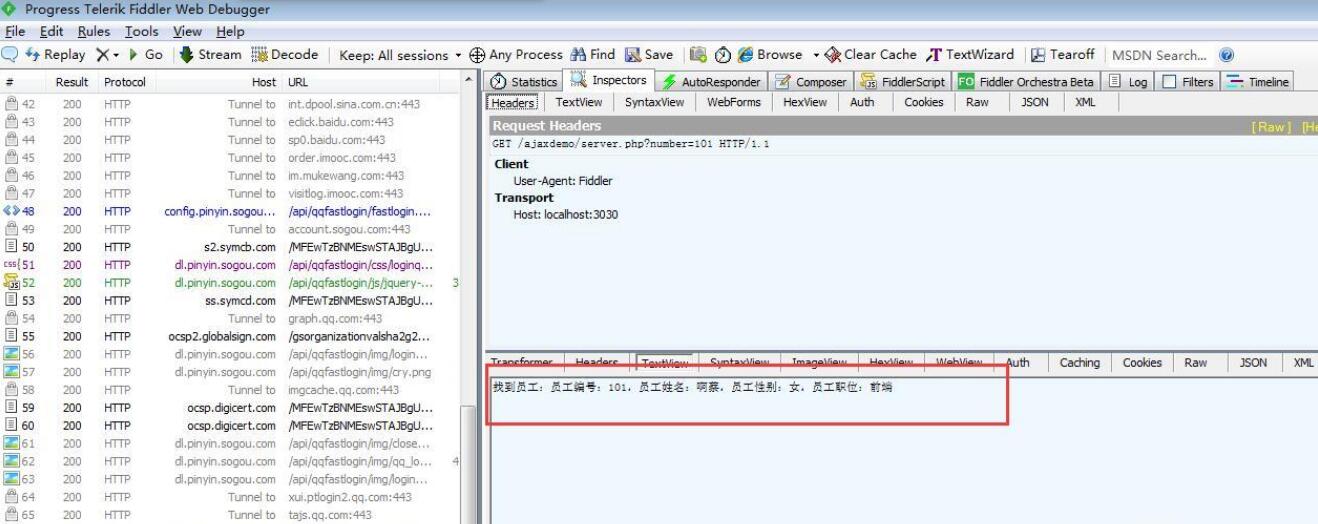 Progress Telerik Fiddler Web Debugger
File Edit Rules Tools View Help
Replay Go Stream Decode Keep: All sessions Any Process Find Save Browse Clear Cache TextWizard Tearoff MSDN Search...
# Result Protocol Host URL
42 200 HTTP Tunnel to int.dpool.sina.com.cn:443
43 200 HTTP Tunnel to eclick.baidu.com:443
44 200 HTTP Tunnel to sp0.baidu.com:443
45 200 HTTP Tunnel to order.imooc.com:443
46 200 HTTP Tunnel to im.mukewang.com:443
47 200 HTTP Tunnel to visitlog.imooc.com:443
48 200 HTTP config.pinyin.sogou... /api/qqfastlogin/fastlogin....
49 200 HTTP Tunnel to account.sogou.com:443
50 200 HTTP s2.symcb.com /MFEwTzBNMEswSTAJBgU...
51 200 HTTP dl.pinyin.sogou.com /api/qqfastlogin/css/loginq...
52 200 HTTP dl.pinyin.sogou.com /api/qqfastlogin/js/jquery-... 3
53 200 HTTP ss.symcd.com /MFEwTzBNMEswSTAJBgU...
54 200 HTTP Tunnel to graph.qq.com:443
55 200 HTTP ocsp2.globalsign.com /gsorganizationvalsha2g2...
56 200 HTTP dl.pinyin.sogou.com /api/qqfastlogin/img/login...
57 200 HTTP dl.pinyin.sogou.com /api/qqfastlogin/img/cry.png
58 200 HTTP Tunnel to imgcache.qq.com:443
59 200 HTTP ocsp.digicert.com /MFEwTzBNMEswSTAJBgU...
60 200 HTTP ocsp.digicert.com /MFEwTzBNMEswSTAJBgU...
61 200 HTTP dl.pinyin.sogou.com /api/qqfastlogin/img/close...
62 200 HTTP dl.pinyin.sogou.com /api/qqfastlogin/img/qq_lo... 4
63 200 HTTP dl.pinyin.sogou.com /api/qqfastlogin/img/login...
64 200 HTTP Tunnel to xui.ptlogin2.qq.com:443
65 200 HTTP Tunnel to tajs.qq.com:443
Statistics Inspectors AutoResponder Composer FiddlerScript FO Fiddler Orchestra Beta Log Filters Timeline
Headers TextView SyntaxView WebForms HexView Auth Cookies Raw JSON XML
Request Headers [Raw] [He
GET /ajaxdemo/server.php?number=101 HTTP/1.1
Client
User-Agent: Fiddler
Transport
Host: localhost:3030
Transformer Headers TextView SyntaxView ImageView HexView WebView Auth Caching Cookies Raw JSON XML
找到员工：员工编号：101，员工姓名：啊蔡，员工性别：女，员工职位：前端